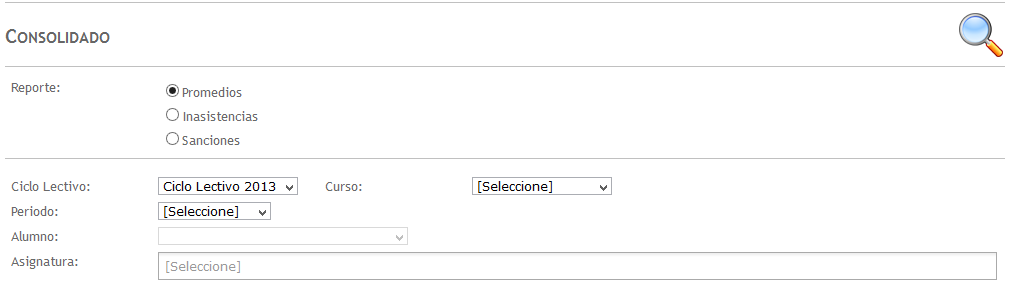 CONSOLIDADO
Reporte:
Promedios
Inasistencias
Sanciones
Ciclo Lectivo: Ciclo Lectivo 2013 Curso: [Seleccione]
Periodo: [Seleccione]
Alumno:
Asignatura: [Seleccione]